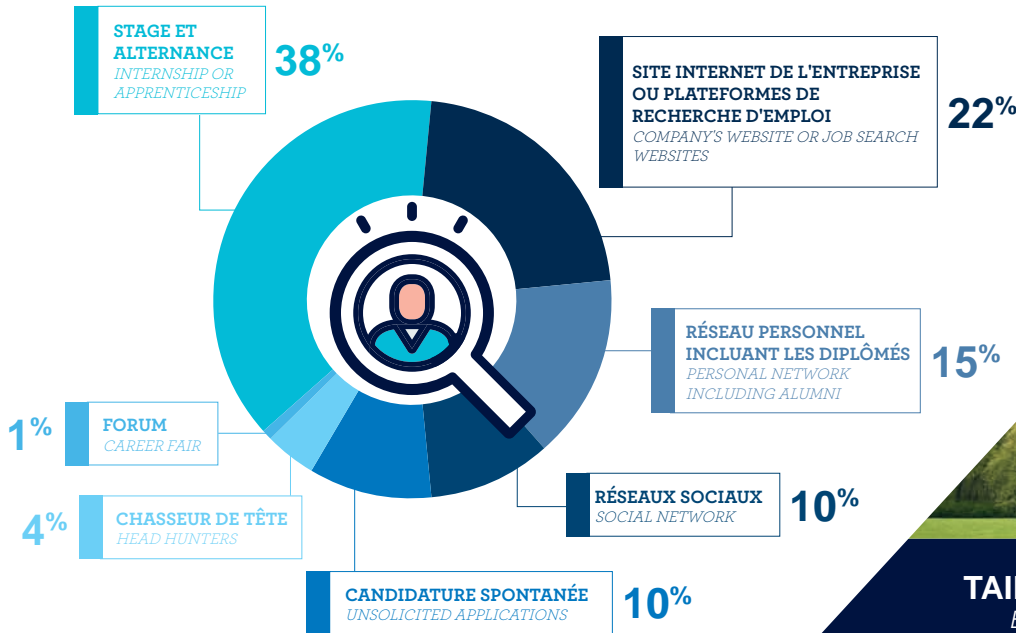 STAGE ET
ALTERNANCE
INTERNSHIP OR
APPRENTICESHIP
38%
SITE INTERNET DE L'ENTREPRISE
OU PLATEFORMES DE
RECHERCHE D'EMPLOI
COMPANY'S WEBSITE OR JOB SEARCH
WEBSITES
22%
RÉSEAU PERSONNEL
INCLUANT LES DIPLÔMÉS
PERSONAL NETWORK
INCLUDING ALUMNI
15%
1%
FORUM
CAREER FAIR
RÉSEAUX SOCIAUX
SOCIAL NETWORK
10%
4%
CHASSEUR DE TÊTE
HEAD HUNTERS
CANDIDATURE SPONTANÉE
UNSOLICITED APPLICATIONS
10%